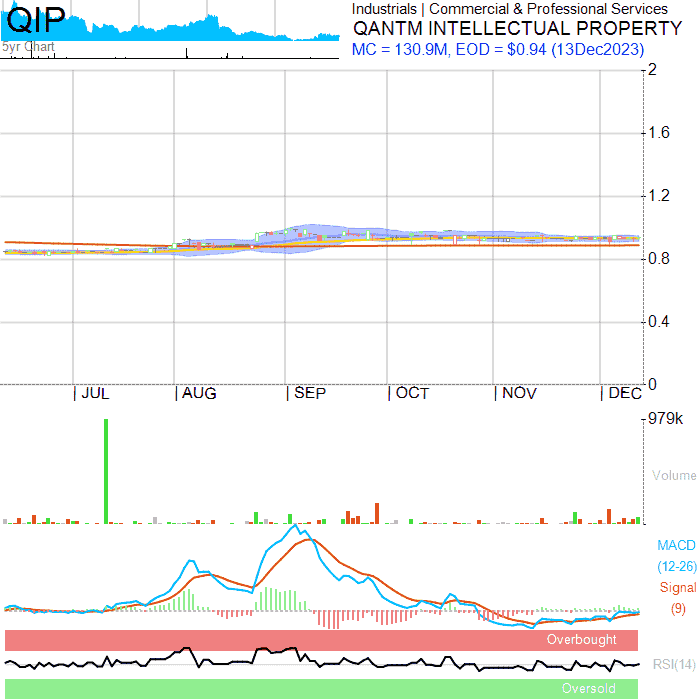 QIP
5yr Chart
Industrials | Commercial & Professional Services
QANTM INTELLECTUAL PROPERTY
MC = 130.9M, EOD = $0.94 (13Dec2023)
2
1.6
1.2
0.8
0.4
0
JUL AUG SEP OCT NOV DEC
979k
Volume
MACD
(12-26)
Signal
(9)
Overbought
RSI(14)
Oversold